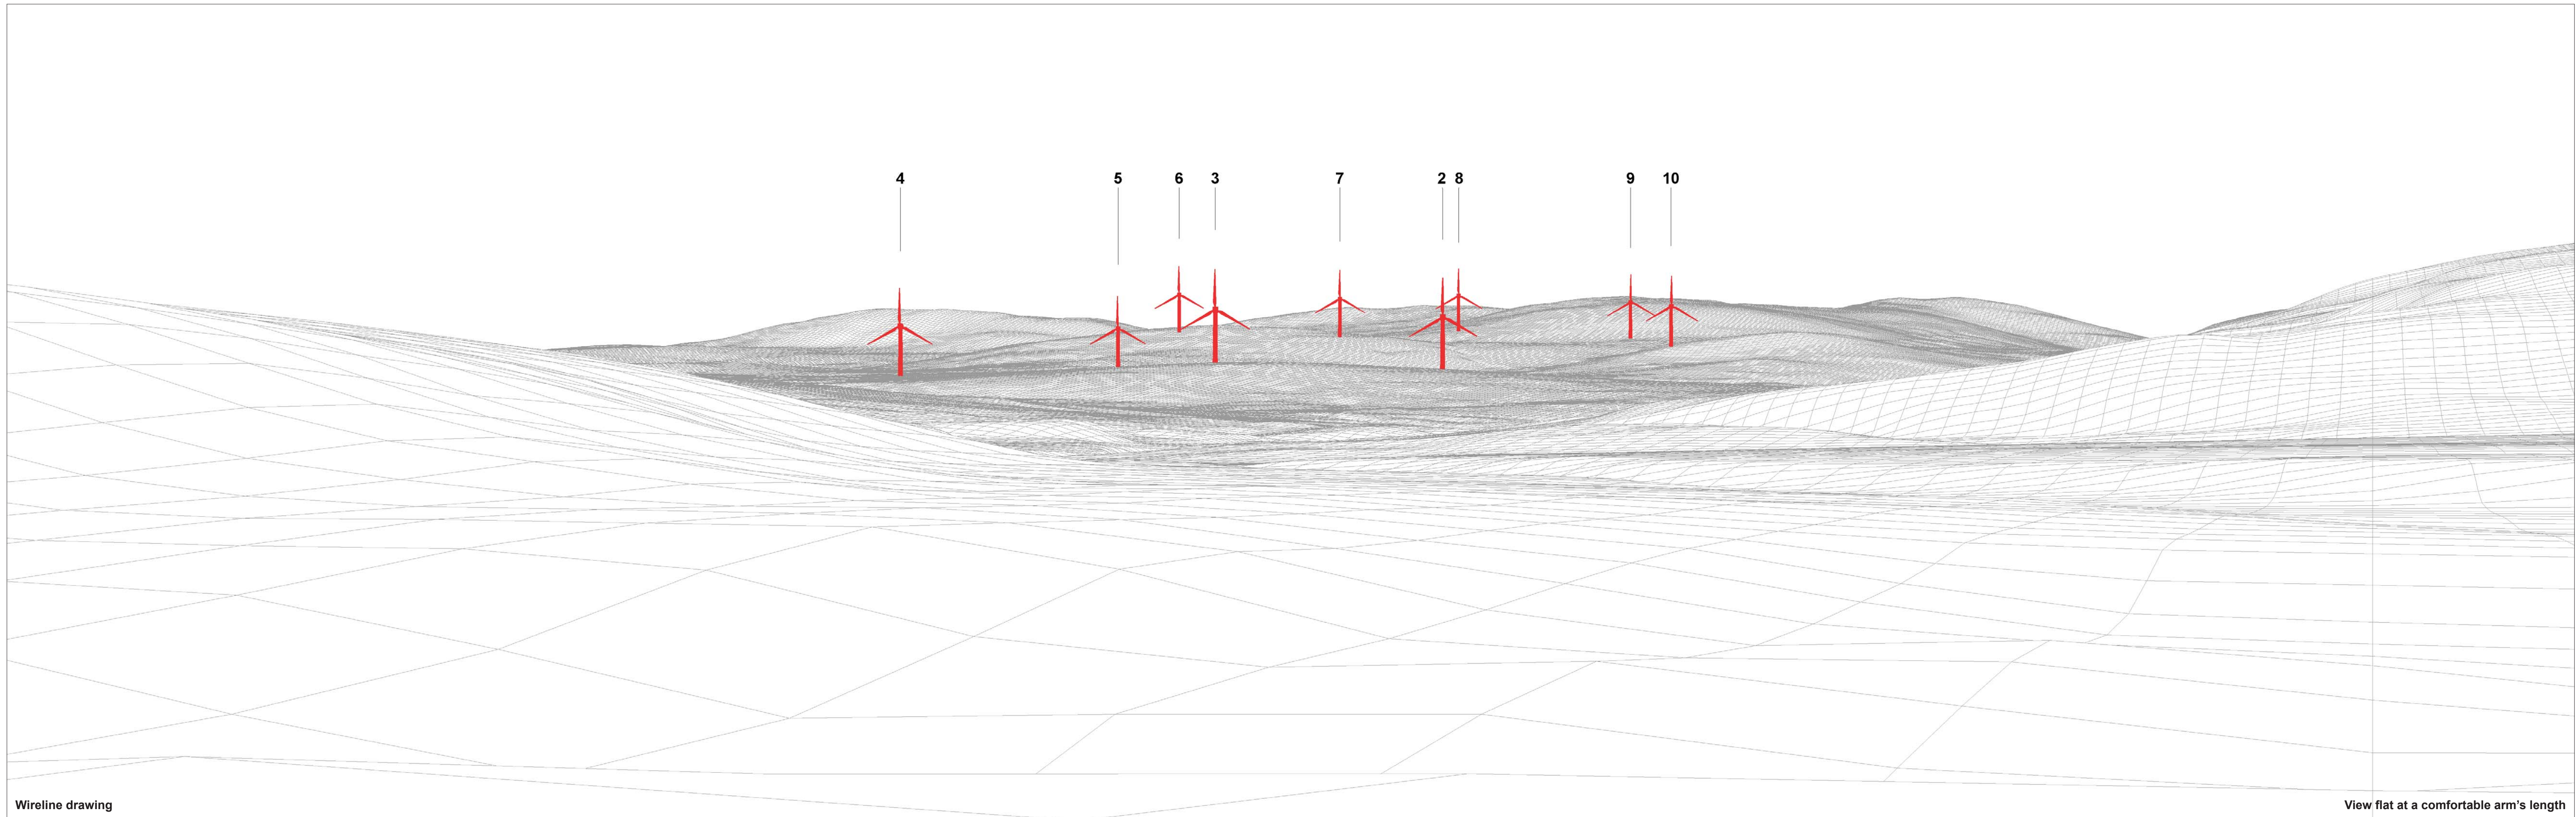 4 5 6 3 7 2 8 9 10
Wireline drawing
View flat at a comfortable arm's length